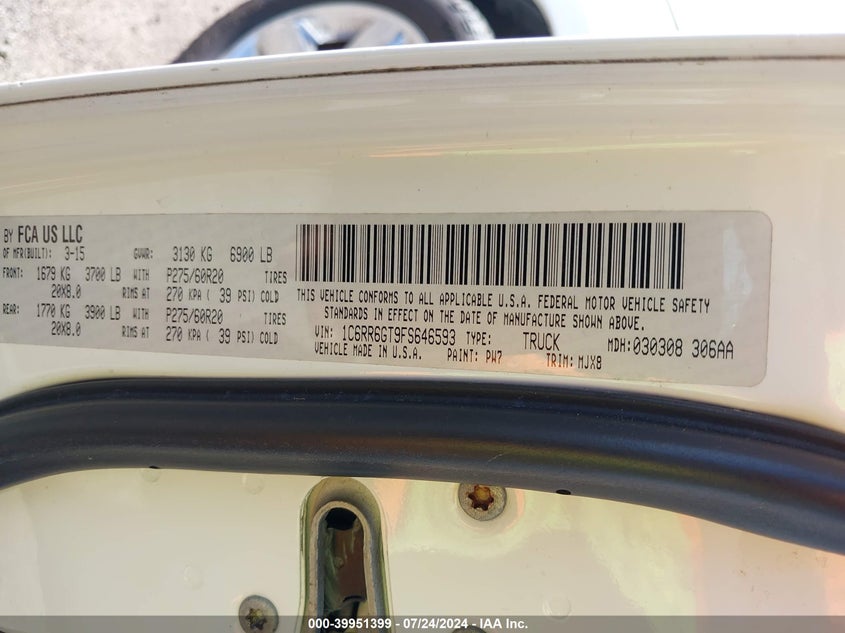 BY FCA US LLC
OF MFR(BUILT): 3-15 GVWR: 3130 KG 6900 LB
FRONT: 1679 KG 3700 LB WITH P275/60R20 TIRES
20X8.0 RIMS AT 270 KPA ( 39 PSI) COLD
REAR: 1770 KG 3900 LB WITH P275/60R20 TIRES
20X8.0 RIMS AT 270 KPA ( 39 PSI) COLD
THIS VEHICLE CONFORMS TO ALL APPLICABLE U.S.A. FEDERAL MOTOR VEHICLE SAFETY
STANDARDS IN EFFECT ON THE DATE OF MANUFACTURE SHOWN ABOVE.
VIN: 1C6RR6GT9FS646593 TYPE: TRUCK MDH:030308 306AA
VEHICLE MADE IN U.S.A. PAINT: PW7 TRIM: MJX8
000-39951399 - 07/24/2024 - IAA Inc.